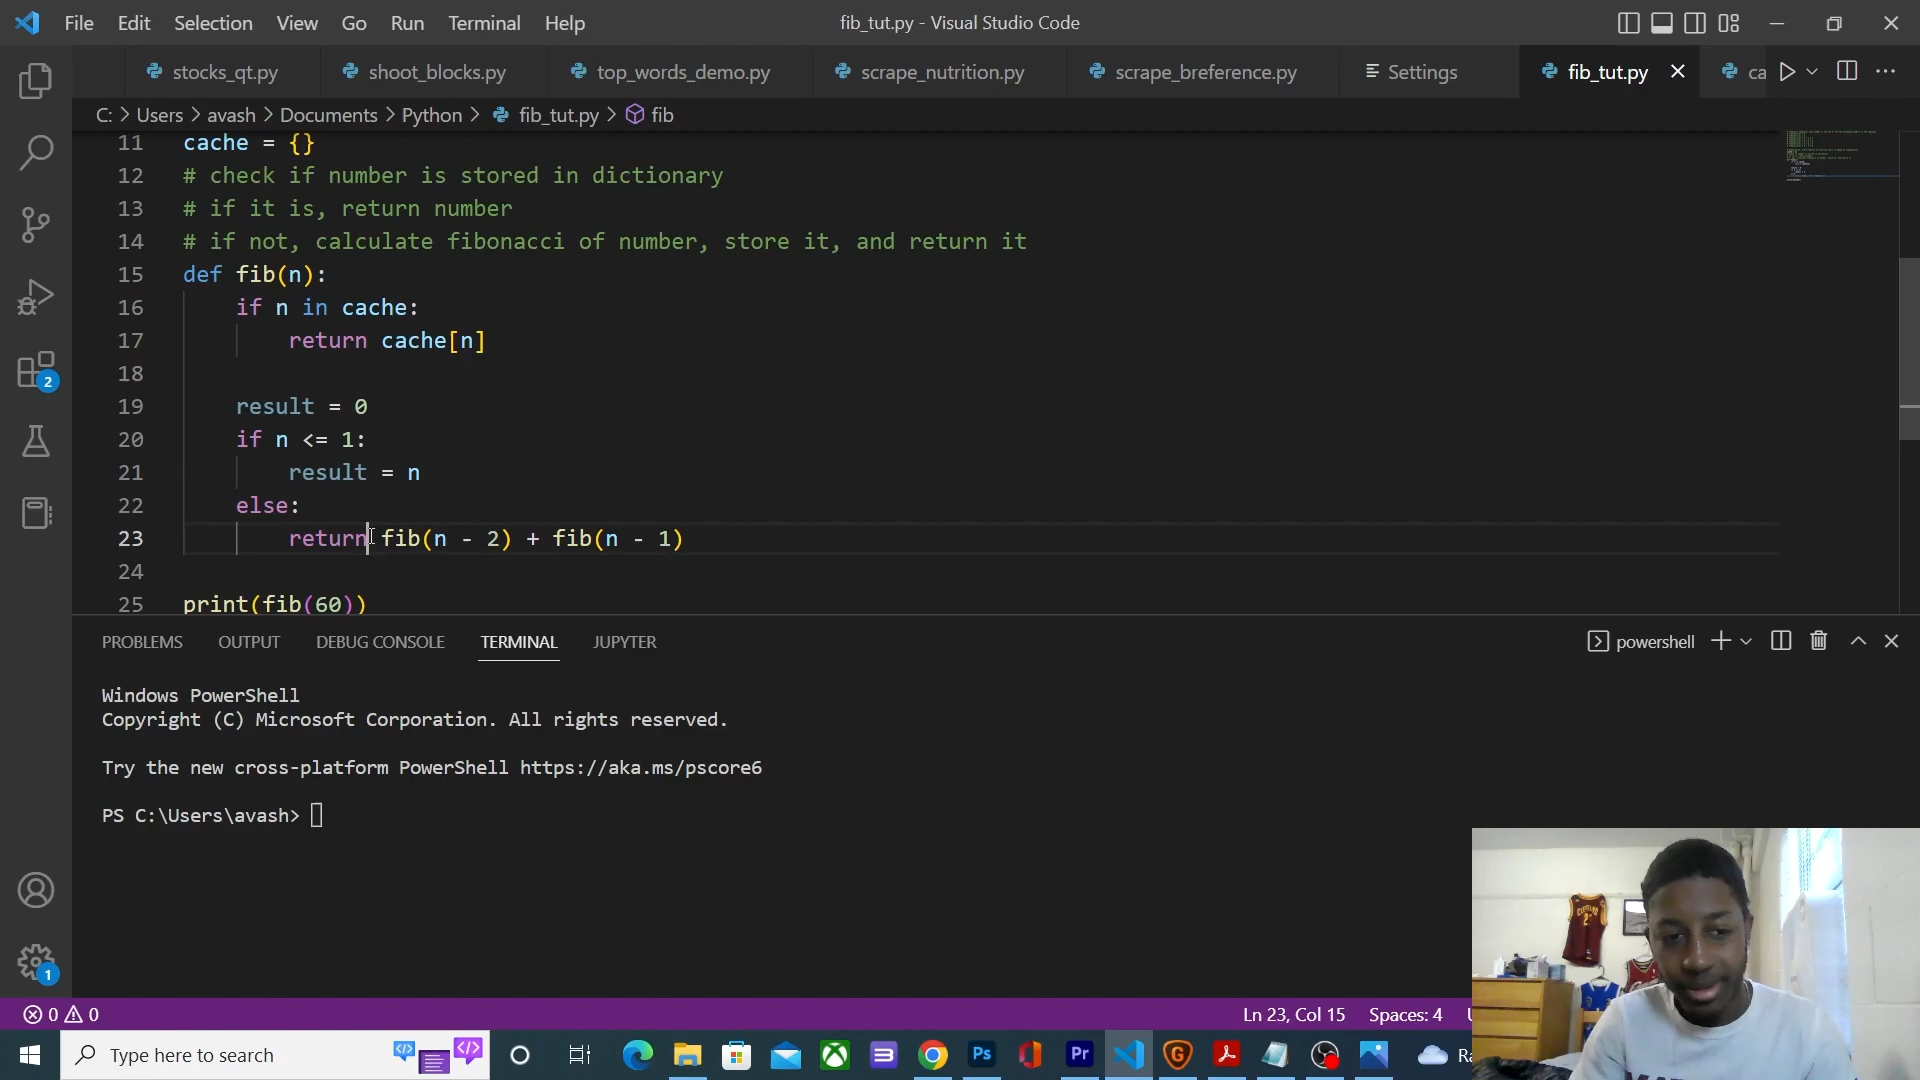 File Edit Selection View Go Run Terminal Help fib_tut.py - Visual Studio Code
stocks_qt.py shoot_blocks.py top_words_demo.py scrape_nutrition.py scrape_breference.py Settings fib_tut.py ca
C: > Users > avash > Documents > Python > fib_tut.py > fib
11 cache = {}
12 # check if number is stored in dictionary
13 # if it is, return number
14 # if not, calculate fibonacci of number, store it, and return it
15 def fib(n):
16 if n in cache:
17 return cache[n]
18
19 result = 0
20 if n <= 1:
21 result = n
22 else:
23 return fib(n - 2) + fib(n - 1)
24
25 print(fib(60))
PROBLEMS OUTPUT DEBUG CONSOLE TERMINAL JUPYTER powershell
Windows PowerShell
Copyright (C) Microsoft Corporation. All rights reserved.
Try the new cross-platform PowerShell https://aka.ms/pscore6
PS C:\Users\avash>
2
1
0 0 Ln 23, Col 15 Spaces: 4
Type here to search Ps Pr Ra